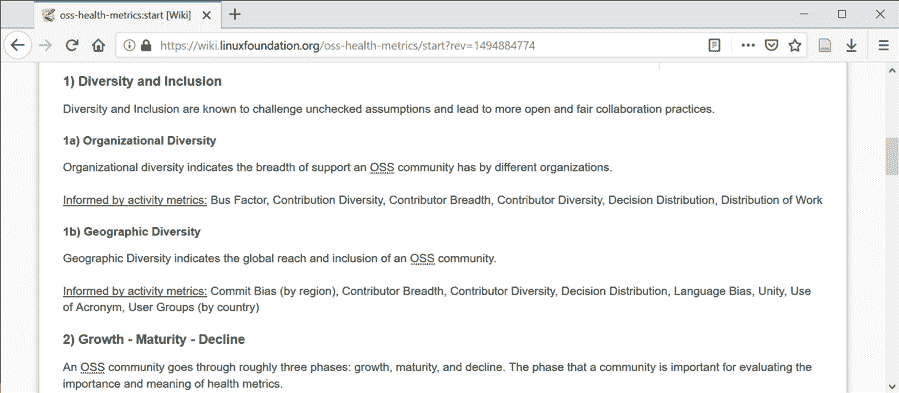 oss-health-metrics:start [Wiki]
https://wiki.linuxfoundation.org/oss-health-metrics/start?rev=1494884774
1) Diversity and Inclusion
Diversity and Inclusion are known to challenge unchecked assumptions and lead to more open and fair collaboration practices.
1a) Organizational Diversity
Organizational diversity indicates the breadth of support an OSS community has by different organizations.
Informed by activity metrics: Bus Factor, Contribution Diversity, Contributor Breadth, Contributor Diversity, Decision Distribution, Distribution of Work
1b) Geographic Diversity
Geographic Diversity indicates the global reach and inclusion of an OSS community.
Informed by activity metrics: Commit Bias (by region), Contributor Breadth, Contributor Diversity, Decision Distribution, Language Bias, Unity, Use
of Acronym, User Groups (by country)
2) Growth - Maturity - Decline
An OSS community goes through roughly three phases: growth, maturity, and decline. The phase that a community is important for evaluating the
importance and meaning of health metrics.